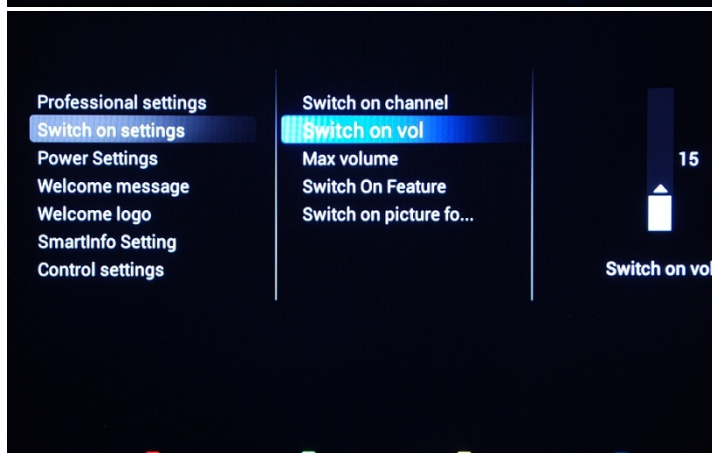 Professional settings
Switch on settings
Power Settings
Welcome message
Welcome logo
SmartInfo Setting
Control settings
Switch on channel
Switch on vol
Max volume
Switch On Feature
Switch on picture fo...
15
Switch on vol